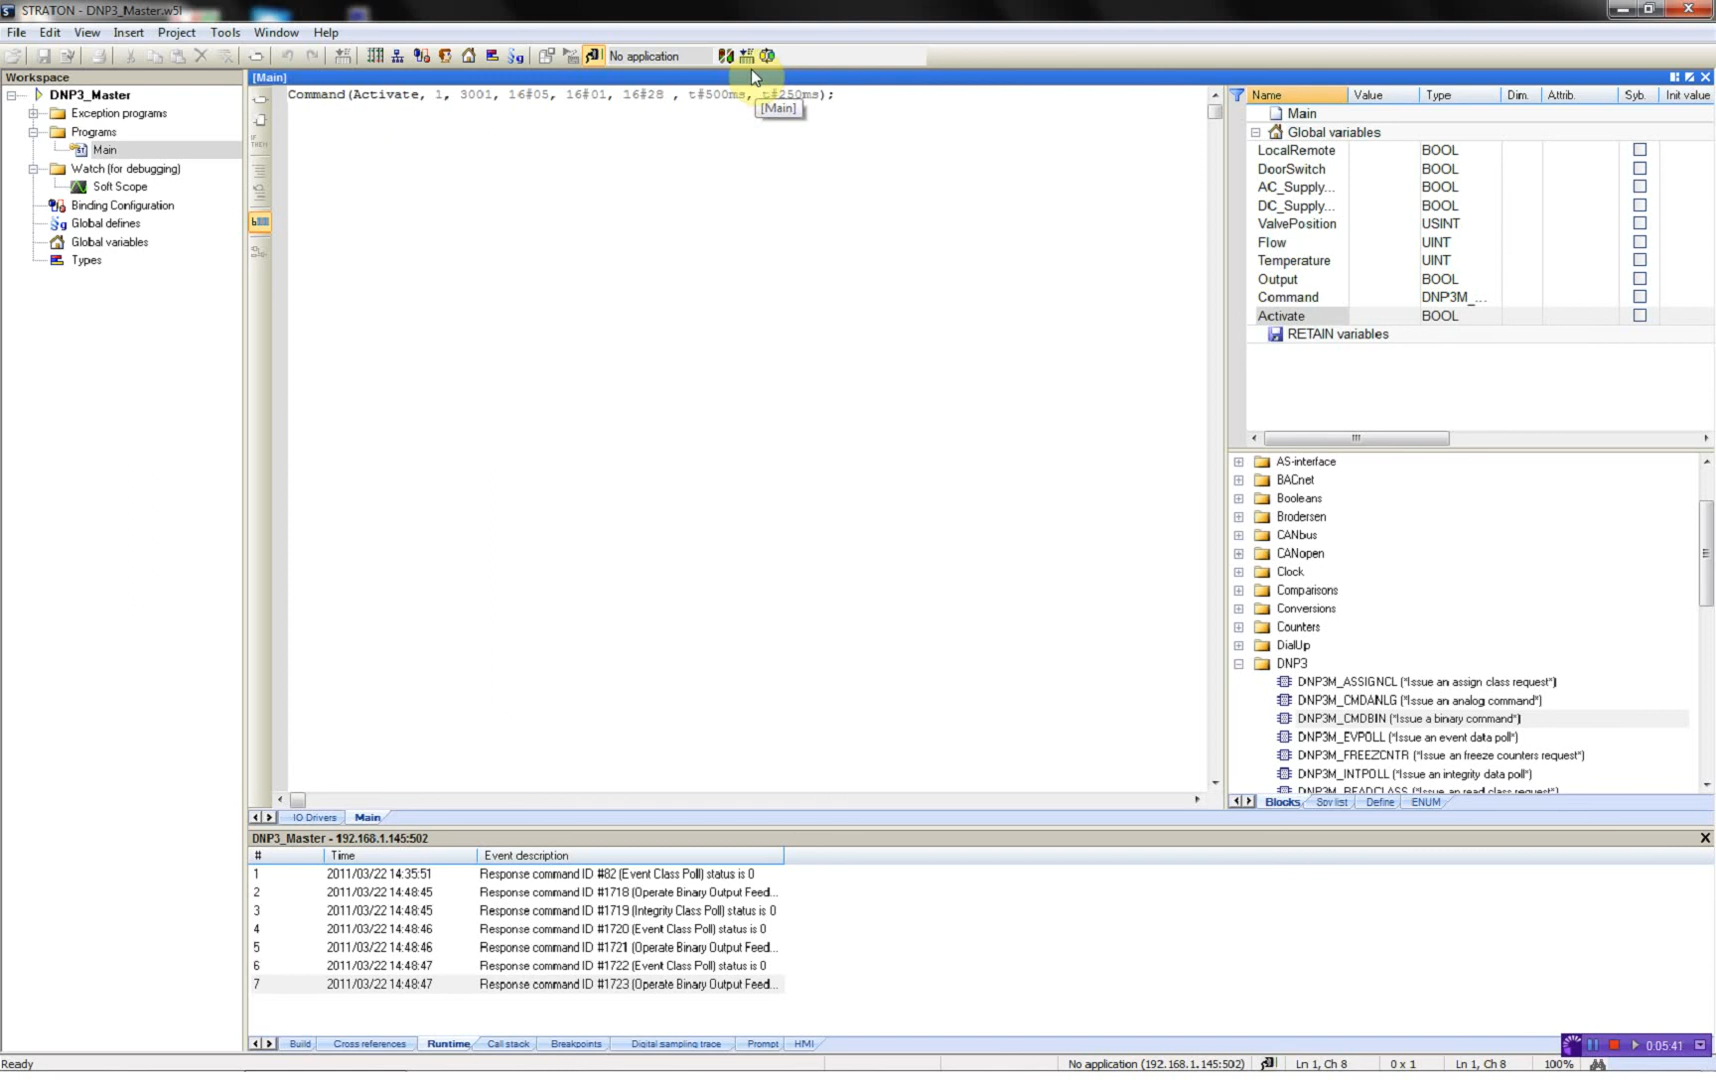 STRATON - DNP3_Master.w5l
File Edit View Insert Project Tools Window Help
No application
Workspace
DNP3_Master
Exception programs
Programs
Main
Watch (for debugging)
Soft Scope
Binding Configuration
Global defines
Global variables
Types
[Main]
Command(Activate, 1, 3001, 16#05, 16#01, 16#28 , t#500ms, t#250ms);
[Main]
IO Drivers Main
Name Value Type Dim. Attrib. Syb. Init value
Main
Global variables
LocalRemote BOOL
DoorSwitch BOOL
AC_Supply... BOOL
DC_Supply... BOOL
ValvePosition USINT
Flow UINT
Temperature UINT
Output BOOL
Command DNP3M_...
Activate BOOL
RETAIN variables
AS-interface
BACnet
Booleans
Brodersen
CANbus
CANopen
Clock
Comparisons
Conversions
Counters
DialUp
DNP3
DNP3M_ASSIGNCL (*Issue an assign class request*)
DNP3M_CMDANLG (*Issue an analog command*)
DNP3M_CMDBIN (*Issue a binary command*)
DNP3M_EVPOLL (*Issue an event data poll*)
DNP3M_FREEZCNTR (*Issue an freeze counters request*)
DNP3M_INTPOLL (*Issue an integrity data poll*)
DNP3M_READCLASS (*Issue an read class request*)
Blocks Spy list Define ENUM
DNP3_Master - 192.168.1.145:502
# Time Event description
1 2011/03/22 14:35:51 Response command ID #82 (Event Class Poll) status is 0
2 2011/03/22 14:48:45 Response command ID #1718 (Operate Binary Output Feed...
3 2011/03/22 14:48:45 Response command ID #1719 (Integrity Class Poll) status is 0
4 2011/03/22 14:48:46 Response command ID #1720 (Event Class Poll) status is 0
5 2011/03/22 14:48:46 Response command ID #1721 (Operate Binary Output Feed...
6 2011/03/22 14:48:47 Response command ID #1722 (Event Class Poll) status is 0
7 2011/03/22 14:48:47 Response command ID #1723 (Operate Binary Output Feed...
Build Cross references Runtime Call stack Breakpoints Digital sampling trace Prompt HMI
0:05:41
Ready
No application (192.168.1.145:502) Ln 1, Ch 8 0 x 1 Ln 1, Ch 8 100%